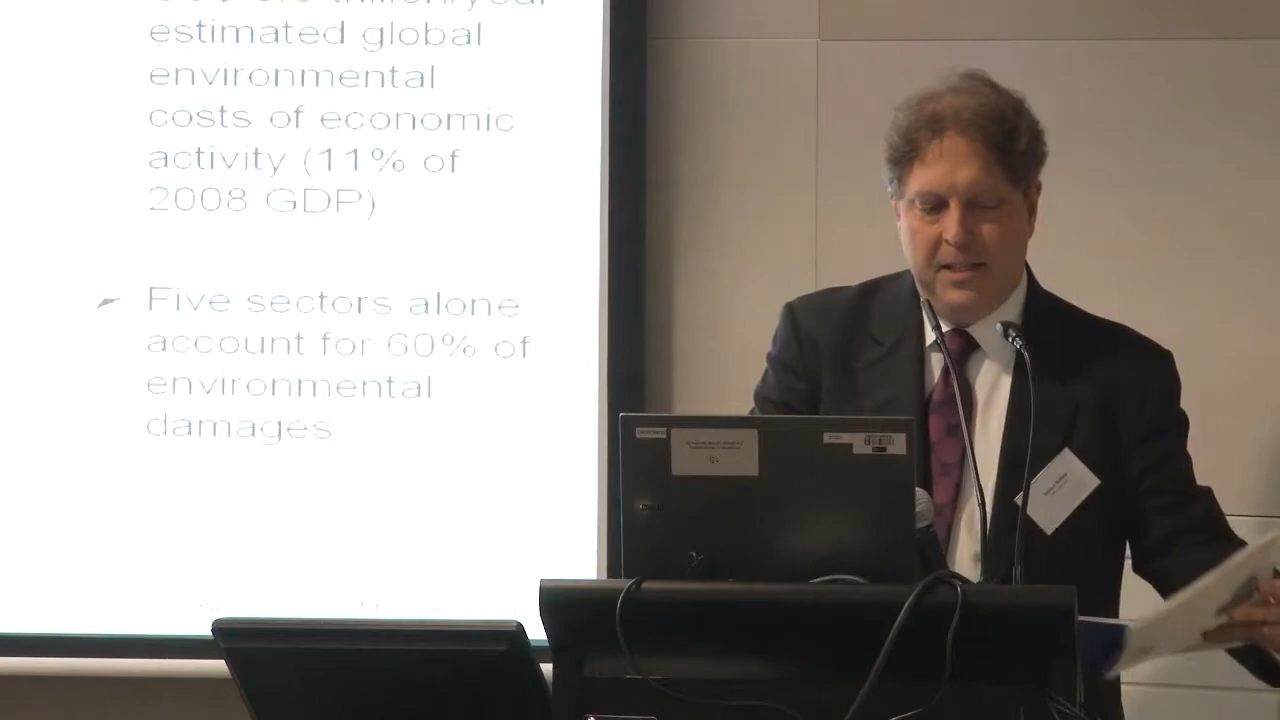 estimated global
environmental
costs of economic
activity (11% of
2008 GDP)
Five sectors alone
account for 60% of
environmental
damages